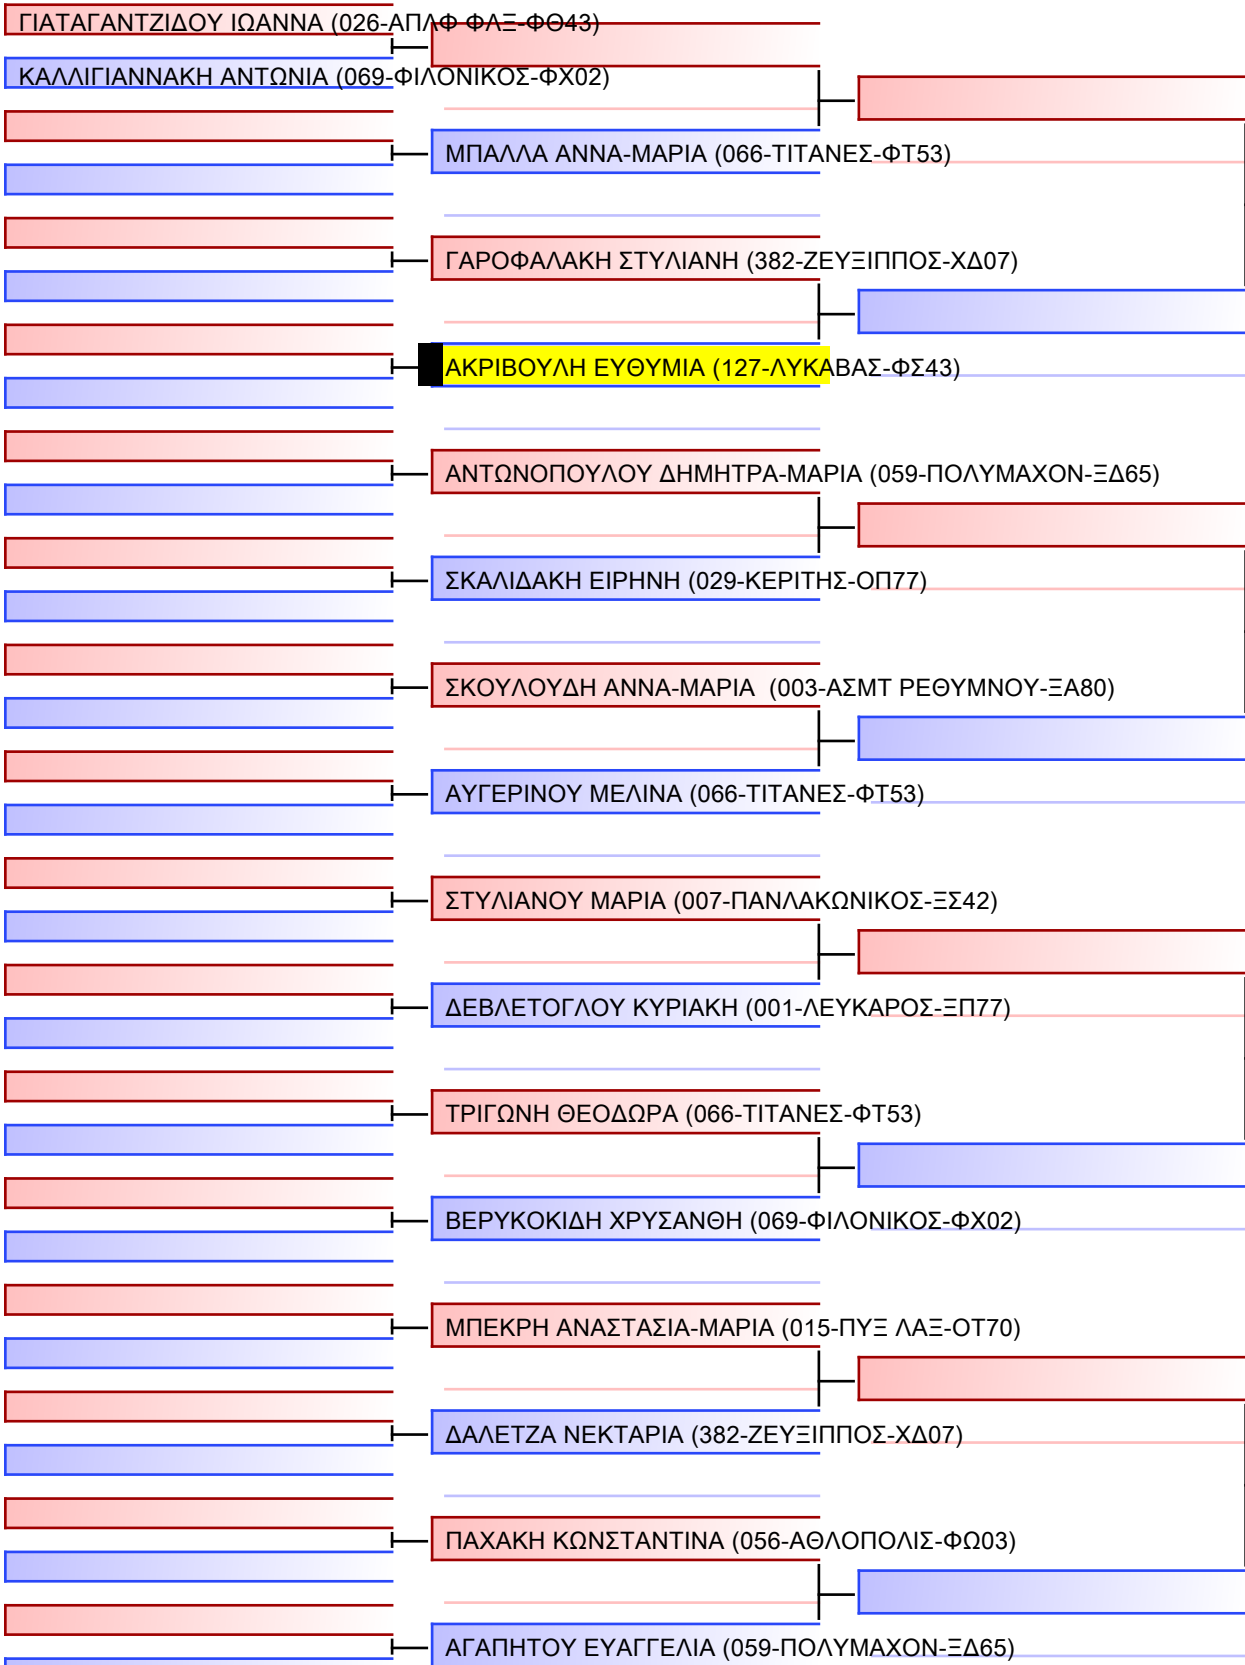 ΓΙΑΤΑΓΑΝΤΖΙΔΟΥ ΙΩΑΝΝΑ (026-ΑΠΛΦ ΦΛΞ-ΦΘ43)
ΚΑΛΛΙΓΙΑΝΝΑΚΗ ΑΝΤΩΝΙΑ (069-ΦΙΛΟΝΙΚΟΣ-ΦΧ02)
ΜΠΑΛΛΑ ΑΝΝΑ-ΜΑΡΙΑ (066-ΤΙΤΑΝΕΣ-ΦΤ53)
ΓΑΡΟΦΑΛΑΚΗ ΣΤΥΛΙΑΝΗ (382-ΖΕΥΞΙΠΠΟΣ-ΧΔ07)
ΑΚΡΙΒΟΥΛΗ ΕΥΘΥΜΙΑ (127-ΛΥΚΑΒΑΣ-ΦΣ43)
ΑΝΤΩΝΟΠΟΥΛΟΥ ΔΗΜΗΤΡΑ-ΜΑΡΙΑ (059-ΠΟΛΥΜΑΧΟΝ-ΞΔ65)
ΣΚΑΛΙΔΑΚΗ ΕΙΡΗΝΗ (029-ΚΕΡΙΤΗΣ-ΟΠ77)
ΣΚΟΥΛΟΥΔΗ ΑΝΝΑ-ΜΑΡΙΑ  (003-ΑΣΜΤ ΡΕΘΥΜΝΟΥ-ΞΑ80)
ΑΥΓΕΡΙΝΟΥ ΜΕΛΙΝΑ (066-ΤΙΤΑΝΕΣ-ΦΤ53)
ΣΤΥΛΙΑΝΟΥ ΜΑΡΙΑ (007-ΠΑΝΛΑΚΩΝΙΚΟΣ-ΞΣ42)
ΔΕΒΛΕΤΟΓΛΟΥ ΚΥΡΙΑΚΗ (001-ΛΕΥΚΑΡΟΣ-ΞΠ77)
ΤΡΙΓΩΝΗ ΘΕΟΔΩΡΑ (066-ΤΙΤΑΝΕΣ-ΦΤ53)
ΒΕΡΥΚΟΚΙΔΗ ΧΡΥΣΑΝΘΗ (069-ΦΙΛΟΝΙΚΟΣ-ΦΧ02)
ΜΠΕΚΡΗ ΑΝΑΣΤΑΣΙΑ-ΜΑΡΙΑ (015-ΠΥΞ ΛΑΞ-ΟΤ70)
ΔΑΛΕΤΖΑ ΝΕΚΤΑΡΙΑ (382-ΖΕΥΞΙΠΠΟΣ-ΧΔ07)
ΠΑΧΑΚΗ ΚΩΝΣΤΑΝΤΙΝΑ (056-ΑΘΛΟΠΟΛΙΣ-ΦΩ03)
ΑΓΑΠΗΤΟΥ ΕΥΑΓΓΕΛΙΑ (059-ΠΟΛΥΜΑΧΟΝ-ΞΔ65)